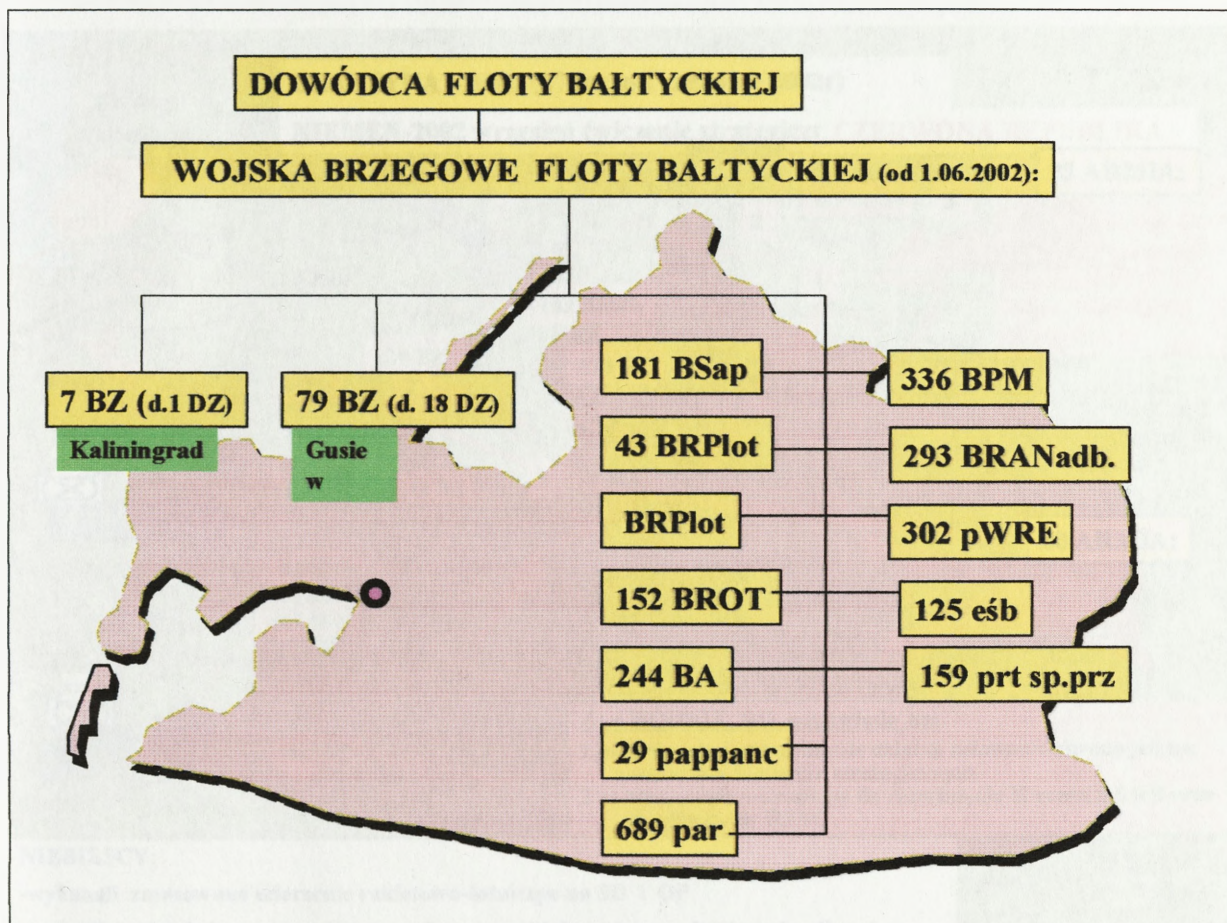 DOWÓDCA FLOTY BAŁTYCKIEJ
WOJSKA BRZEGOWE FLOTY BAŁTYCKIEJ (od 1.06.2002):
7 BZ (d.1 DZ)
Kaliningrad
79 BZ (d. 18 DZ)
Gusie
w
181 BSap
43 BRPlot
BRPlot
152 BROT
244 BA
29 pappanc
689 par
336 BPM
293 BRANadb.
302 pWRE
125 eśb
159 prt sp.prz